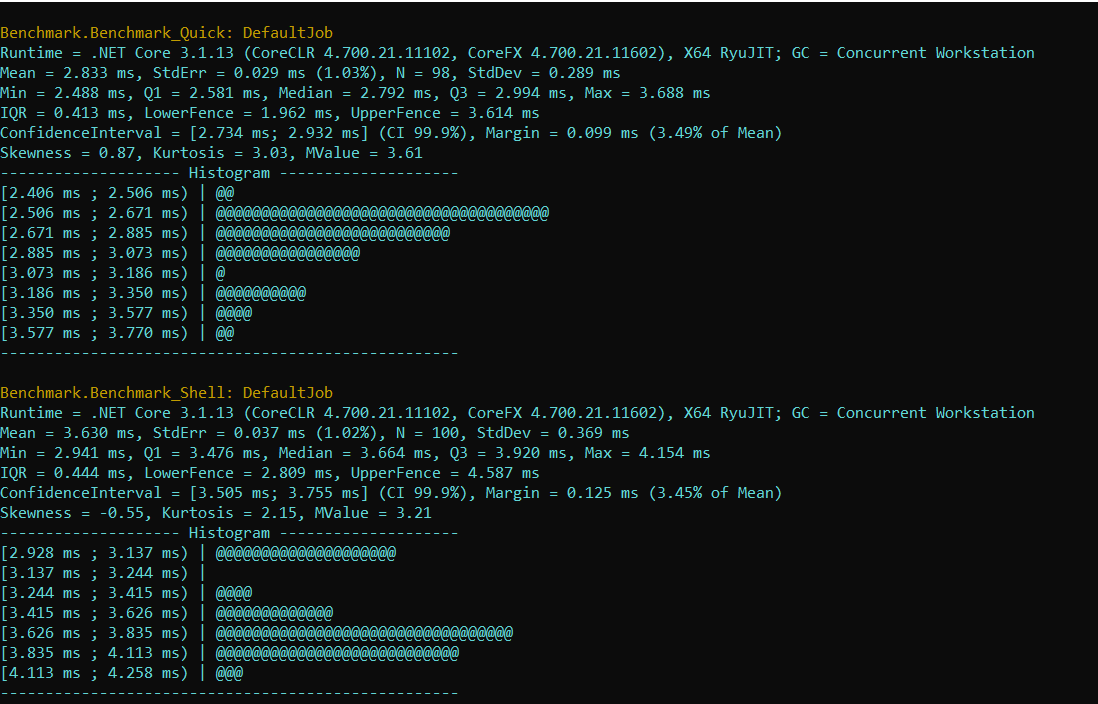 Benchmark.Benchmark_Quick: DefaultJob
Runtime = .NET Core 3.1.13 (CoreCLR 4.700.21.11102, CoreFX 4.700.21.11602), X64 RyuJIT; GC = Concurrent Workstation
Mean = 2.833 ms, StdErr = 0.029 ms (1.03%), N = 98, StdDev = 0.289 ms
Min = 2.488 ms, Q1 = 2.581 ms, Median = 2.792 ms, Q3 = 2.994 ms, Max = 3.688 ms
IQR = 0.413 ms, LowerFence = 1.962 ms, UpperFence = 3.614 ms
ConfidenceInterval = [2.734 ms; 2.932 ms] (CI 99.9%), Margin = 0.099 ms (3.49% of Mean)
Skewness = 0.87, Kurtosis = 3.03, MValue = 3.61
-------------------- Histogram --------------------
[2.406 ms ; 2.506 ms) | @@
[2.506 ms ; 2.671 ms) | @@@@@@@@@@@@@@@@@@@@@@@@@@@@@@@@@@@@@
[2.671 ms ; 2.885 ms) | @@@@@@@@@@@@@@@@@@@@@@@@@@
[2.885 ms ; 3.073 ms) | @@@@@@@@@@@@@@@@
[3.073 ms ; 3.186 ms) | @
[3.186 ms ; 3.350 ms) | @@@@@@@@@@
[3.350 ms ; 3.577 ms) | @@@@
[3.577 ms ; 3.770 ms) | @@
---------------------------------------------------
Benchmark.Benchmark_Shell: DefaultJob
Runtime = .NET Core 3.1.13 (CoreCLR 4.700.21.11102, CoreFX 4.700.21.11602), X64 RyuJIT; GC = Concurrent Workstation
Mean = 3.630 ms, StdErr = 0.037 ms (1.02%), N = 100, StdDev = 0.369 ms
Min = 2.941 ms, Q1 = 3.476 ms, Median = 3.664 ms, Q3 = 3.920 ms, Max = 4.154 ms
IQR = 0.444 ms, LowerFence = 2.809 ms, UpperFence = 4.587 ms
ConfidenceInterval = [3.505 ms; 3.755 ms] (CI 99.9%), Margin = 0.125 ms (3.45% of Mean)
Skewness = -0.55, Kurtosis = 2.15, MValue = 3.21
-------------------- Histogram --------------------
[2.928 ms ; 3.137 ms) | @@@@@@@@@@@@@@@@@@@@
[3.137 ms ; 3.244 ms) |
[3.244 ms ; 3.415 ms) | @@@@
[3.415 ms ; 3.626 ms) | @@@@@@@@@@@@@
[3.626 ms ; 3.835 ms) | @@@@@@@@@@@@@@@@@@@@@@@@@@@@@@@@@
[3.835 ms ; 4.113 ms) | @@@@@@@@@@@@@@@@@@@@@@@@@@@
[4.113 ms ; 4.258 ms) | @@@
---------------------------------------------------